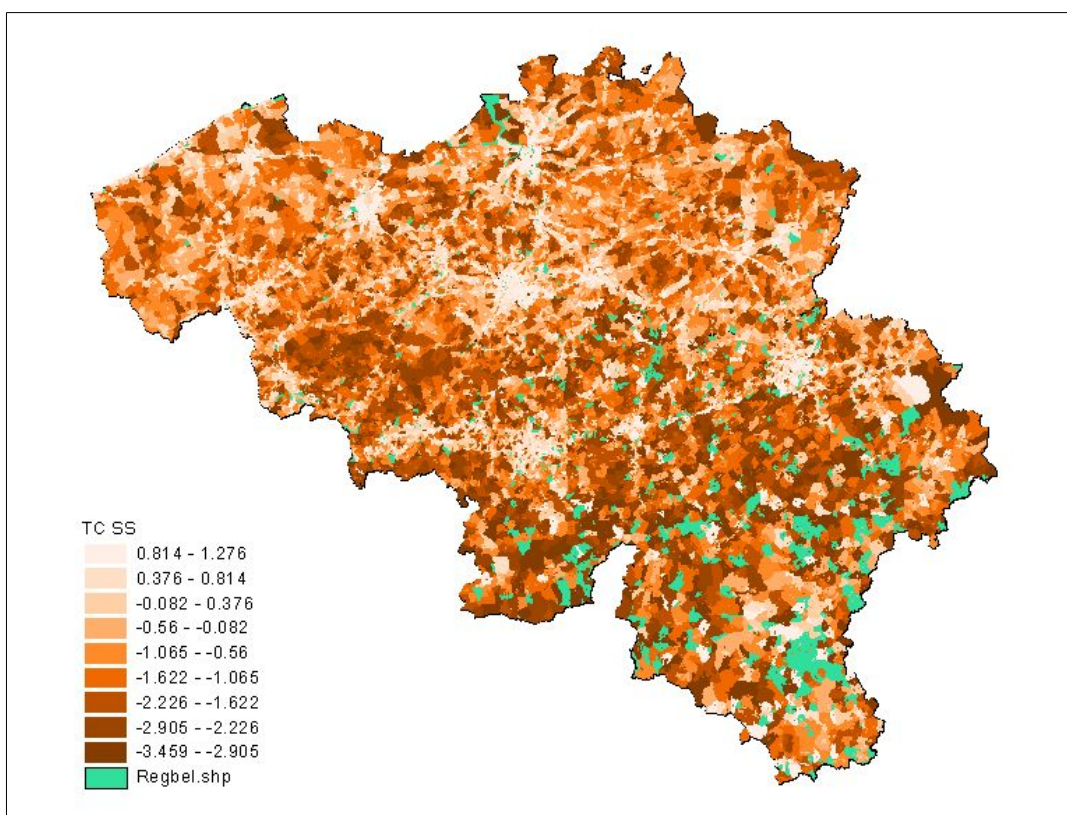 TC SS
0.814 - 1.276
0.376 - 0.814
-0.082 - 0.376
-0.56 - -0.082
-1.065 - -0.56
-1.622 - -1.065
-2.226 - -1.622
-2.905 - -2.226
-3.459 - -2.905
Regbel.shp